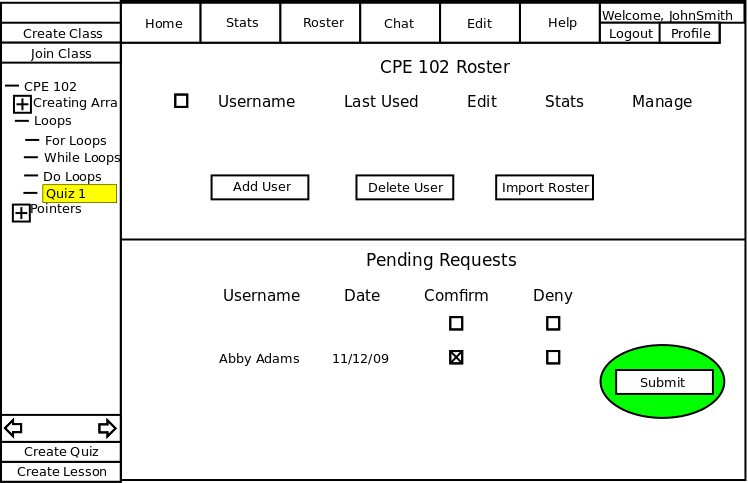 Home Stats Roster Chat Edit Help Welcome, JohnSmith
Logout Profile
Create Class
Join Class
CPE 102
Creating Arra
Loops
For Loops
While Loops
Do Loops
Quiz 1
Pointers
Create Quiz
Create Lesson
CPE 102 Roster
Username Last Used Edit Stats Manage
Add User Delete User Import Roster
Pending Requests
Username Date Comfirm Deny
Abby Adams 11/12/09
Submit